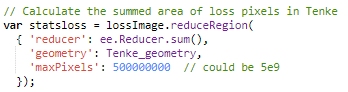 // Calculate the summed area of loss pixels in Tenke
var statsloss = lossImage.reduceRegion(
{ 'reducer': ee.Reducer.sum(),
'geometry': Tenke_geometry,
'maxPixels': 500000000 // could be 5e9
});